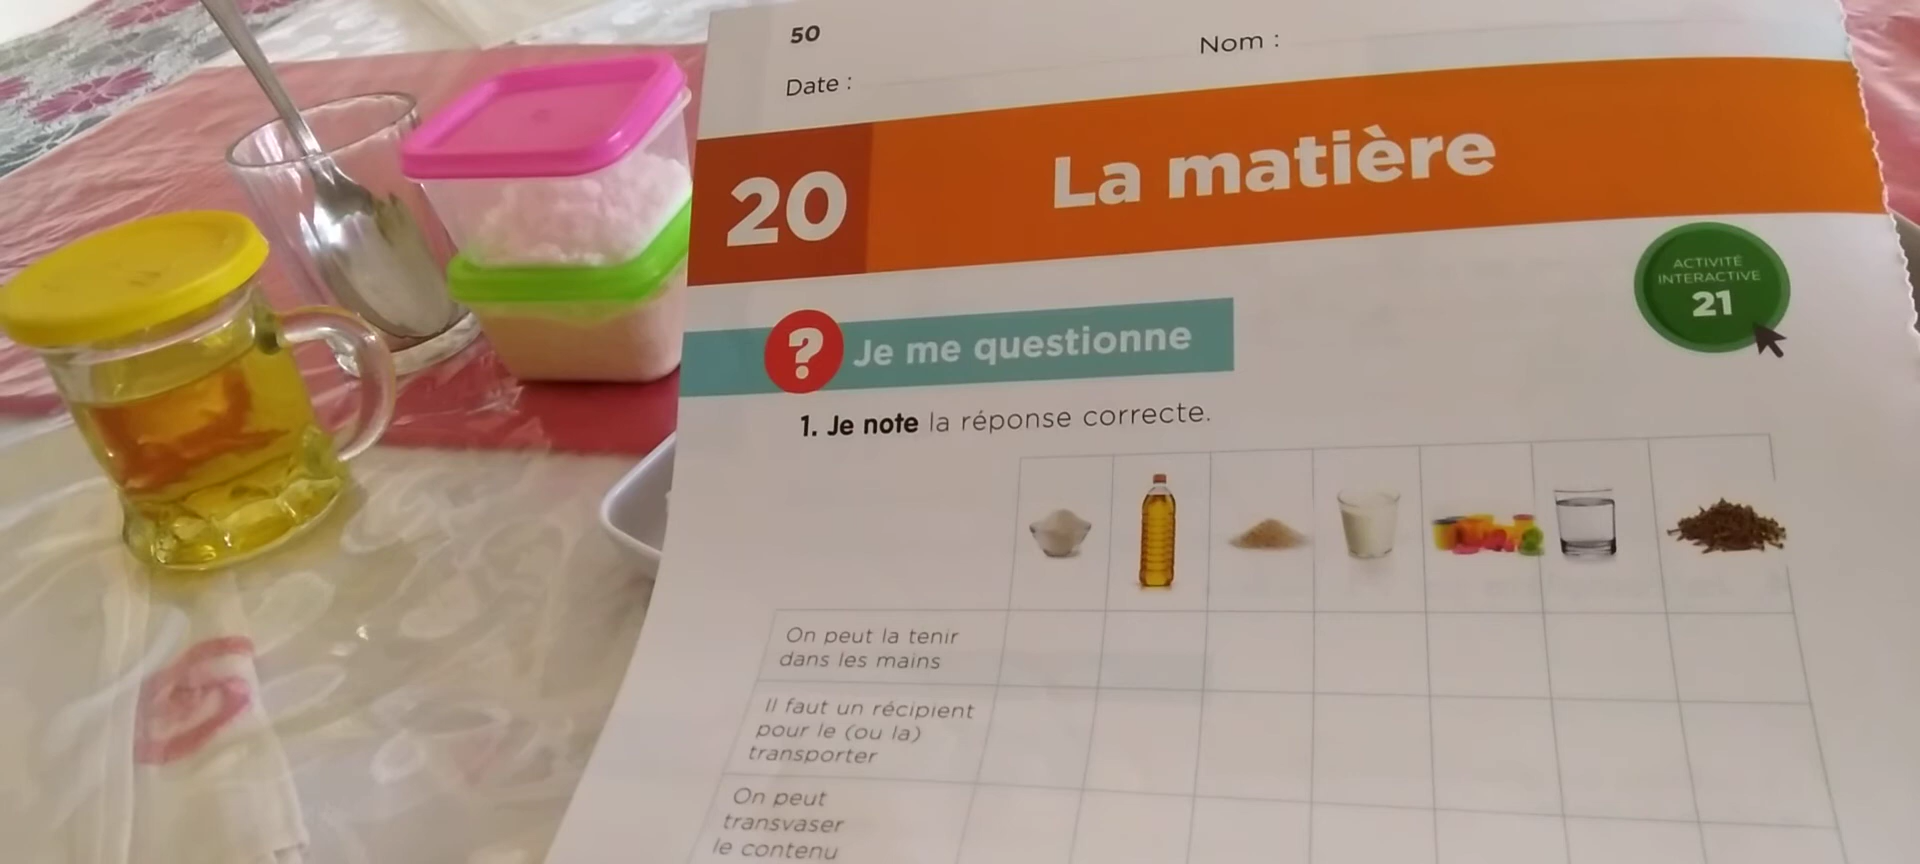 50
Nom :
Date :
20
La matière
ACTIVITÉ
INTERACTIVE
21
? Je me questionne
1. Je note la réponse correcte.
On peut la tenir
dans les mains
Il faut un récipient
pour le (ou la)
transporter
On peut
transvaser
le contenu